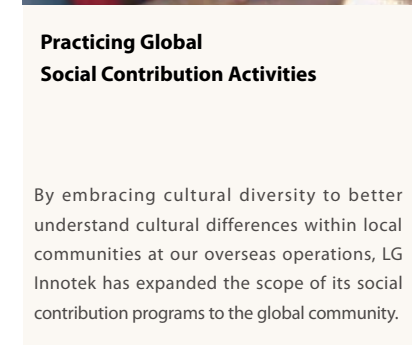 Practicing Global
Social Contribution Activities
By embracing cultural diversity to better
understand cultural differences within local
communities at our overseas operations, LG
Innotek has expanded the scope of its social
contribution programs to the global community.